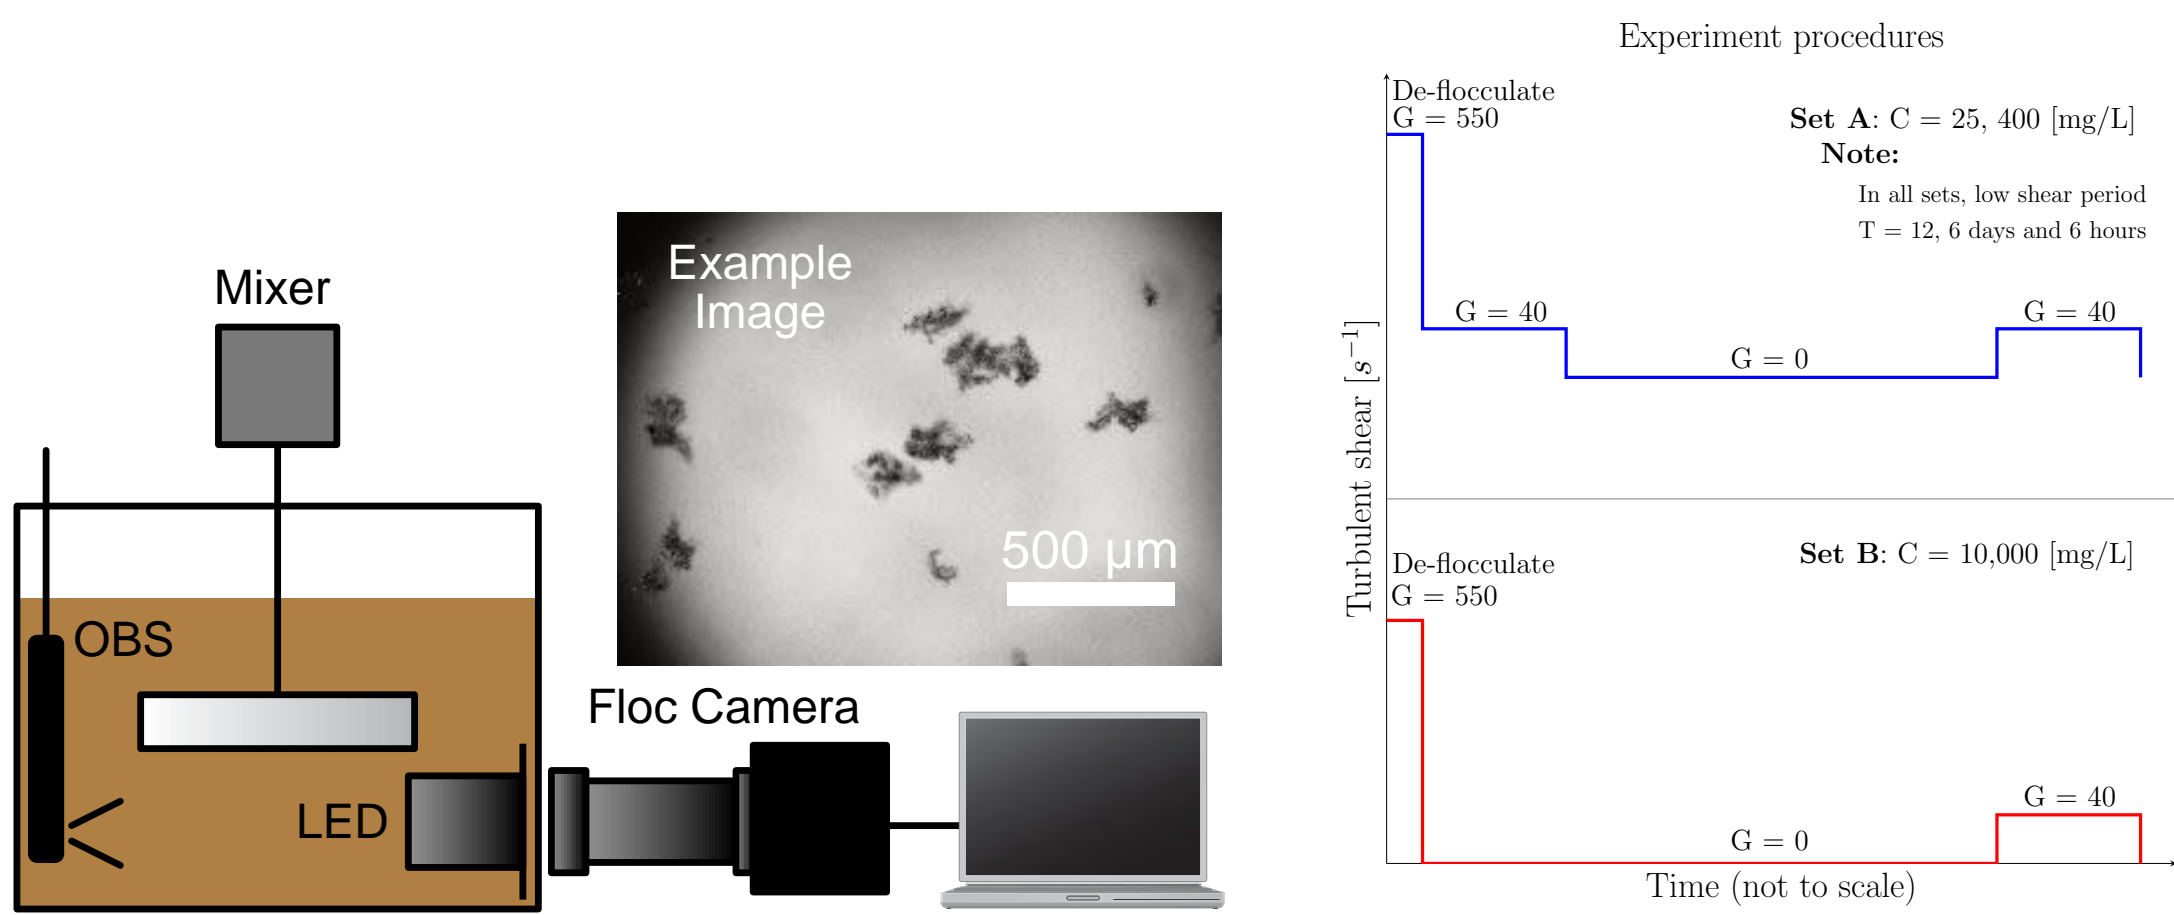 Mixer
Example
Image
500 µm
OBS
LED
Floc Camera
Experiment procedures
De-flocculate
G = 550
Set A: C = 25, 400 [mg/L]
Note:
In all sets, low shear period
T = 12, 6 days and 6 hours
G = 40
G = 0
G = 40
Turbulent shear [s⁻¹]
De-flocculate
G = 550
Set B: C = 10,000 [mg/L]
G = 0
G = 40
Time (not to scale)